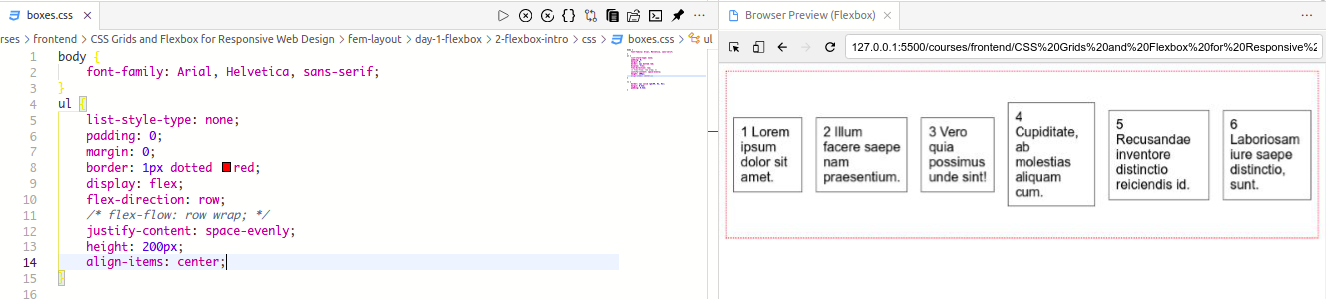 boxes.css
rses > frontend > CSS Grids and Flexbox for Responsive Web Design > fem-layout > day-1-flexbox > 2-flexbox-intro > css > boxes.css > ul
1 body {
2 font-family: Arial, Helvetica, sans-serif;
3 }
4 ul {
5 list-style-type: none;
6 padding: 0;
7 margin: 0;
8 border: 1px dotted red;
9 display: flex;
10 flex-direction: row;
11 /* flex-flow: row wrap; */
12 justify-content: space-evenly;
13 height: 200px;
14 align-items: center;
15 }
16
Browser Preview (Flexbox)
127.0.0.1:5500/courses/frontend/CSS%20Grids%20and%20Flexbox%20for%20Responsive%2
1 Lorem
ipsum
dolor sit
amet.
2 Illum
facere saepe
nam
praesentium.
3 Vero
quia
possimus
unde sint!
4
Cupiditate,
ab
molestias
aliquam
cum.
5
Recusandae
inventore
distinctio
reiciendis id.
6
Laboriosam
iure saepe
distinctio,
sunt.